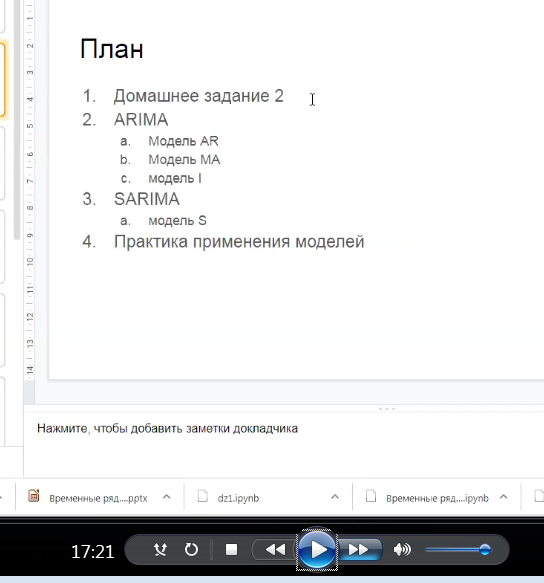 План
1. Домашнее задание 2
2. ARIMA
a. Модель AR
b. Модель MA
c. модель I
3. SARIMA
a. модель S
4. Практика применения моделей
Нажмите, чтобы добавить заметки докладчика
Временные ряд....pptx
dz1.ipynb
Временные ряд....ipynb
17:21